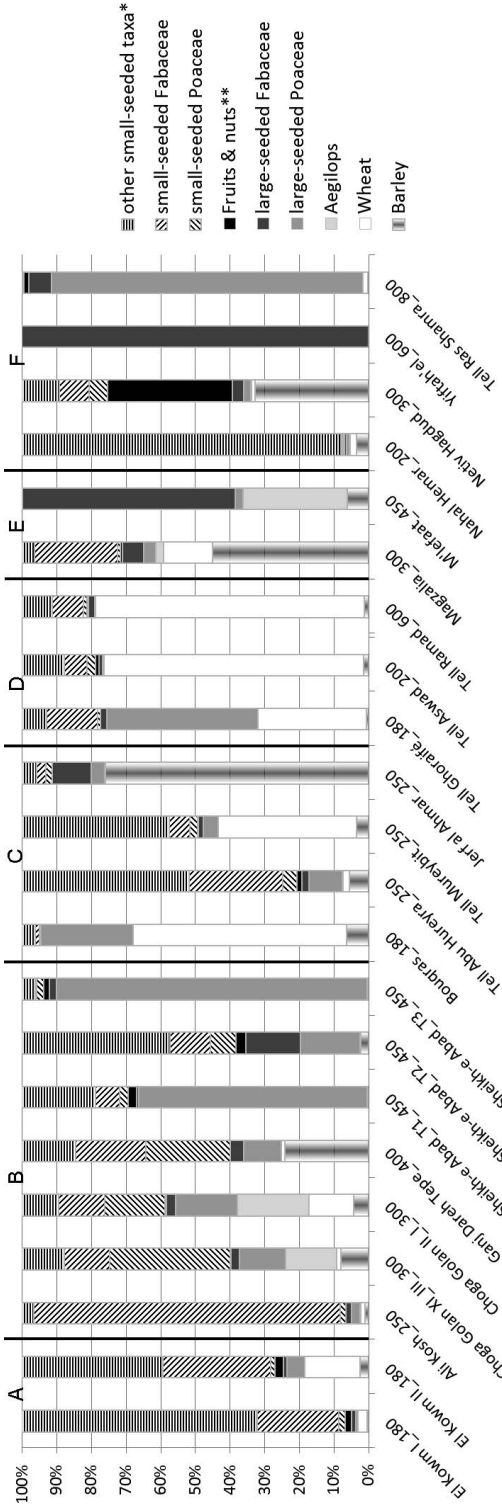 A B C D E F
100%
90%
80%
70%
60%
50%
40%
30%
20%
10%
0%
El Kowm I_180
El Kowm II_180
Ali Kosh_250
Choga Golan XI_III_300
Choga Golan II_I_300
Ganj Dareh Tepe_400
Sheikh-e Abad_T1_450
Sheikh-e Abad_T2_450
Sheikh-e Abad_T3_450
Bouqras_180
Tell Abu Hureyra_250
Tell Mureybit_250
Jerf al Ahmar_250
Tell Ghoraifé_180
Tell Aswad_200
Tell Ramad_600
Magzalia_300
M'lefaat_450
Nahal Hemar_200
Netiv Hagdud_300
Yiftah'el_600
Tell Ras Shamra_800
other small-seeded taxa*
small-seeded Fabaceae
small-seeded Poaceae
Fruits & nuts**
large-seeded Fabaceae
large-seeded Poaceae
Aegilops
Wheat
Barley